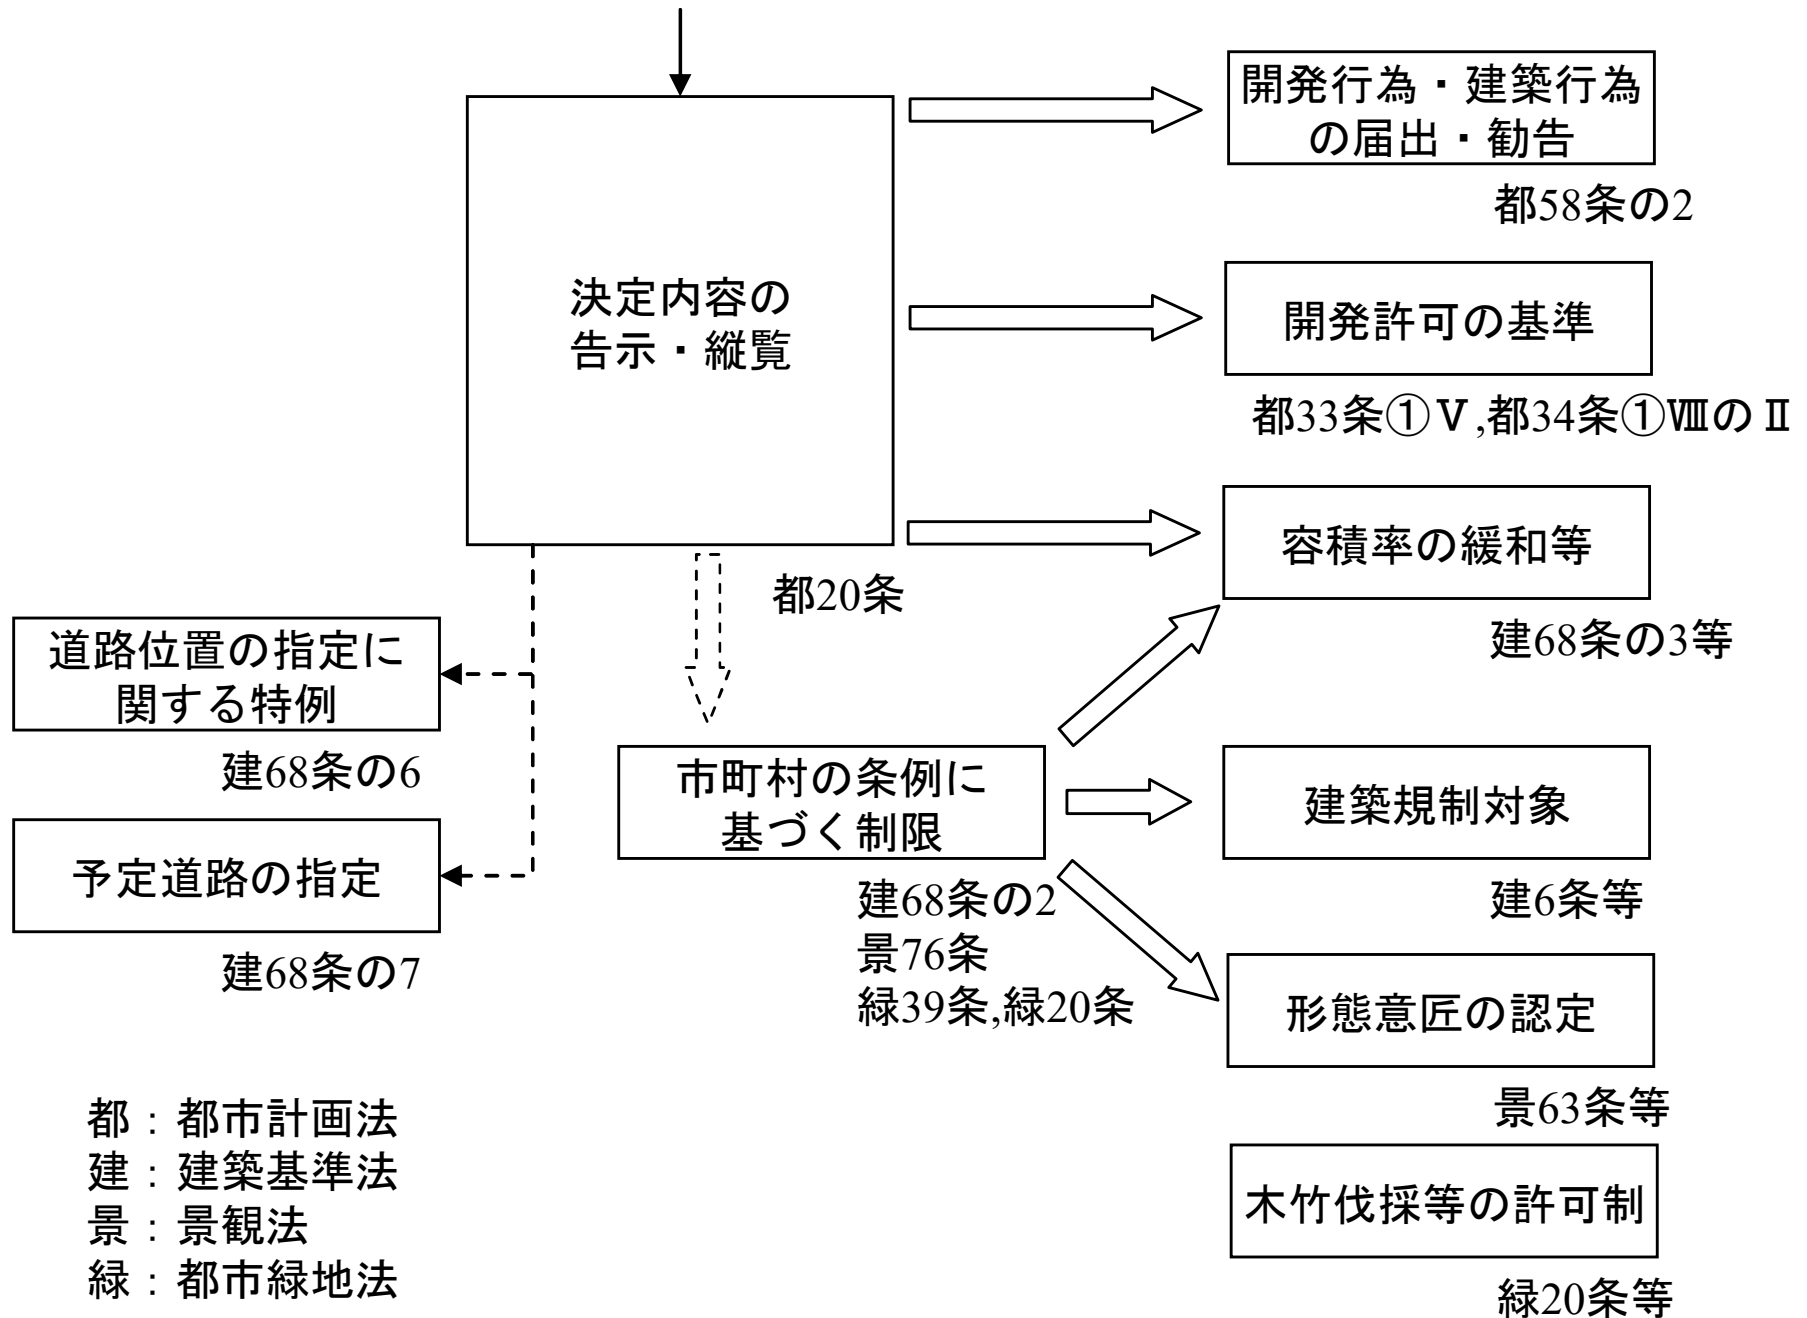 開発行為・建築行為
の届出・勧告
都58条の2
決定内容の
告示・縦覧
開発許可の基準
都33条①Ⅴ,都34条①ⅧのⅡ
容積率の緩和等
都20条
建68条の3等
道路位置の指定に
関する特例
建68条の6
市町村の条例に
基づく制限
建築規制対象
予定道路の指定
建68条の2
景76条
緑39条,緑20条
建6条等
建68条の7
形態意匠の認定
景63条等
都：都市計画法
建：建築基準法
景：景観法
緑：都市緑地法
木竹伐採等の許可制
緑20条等